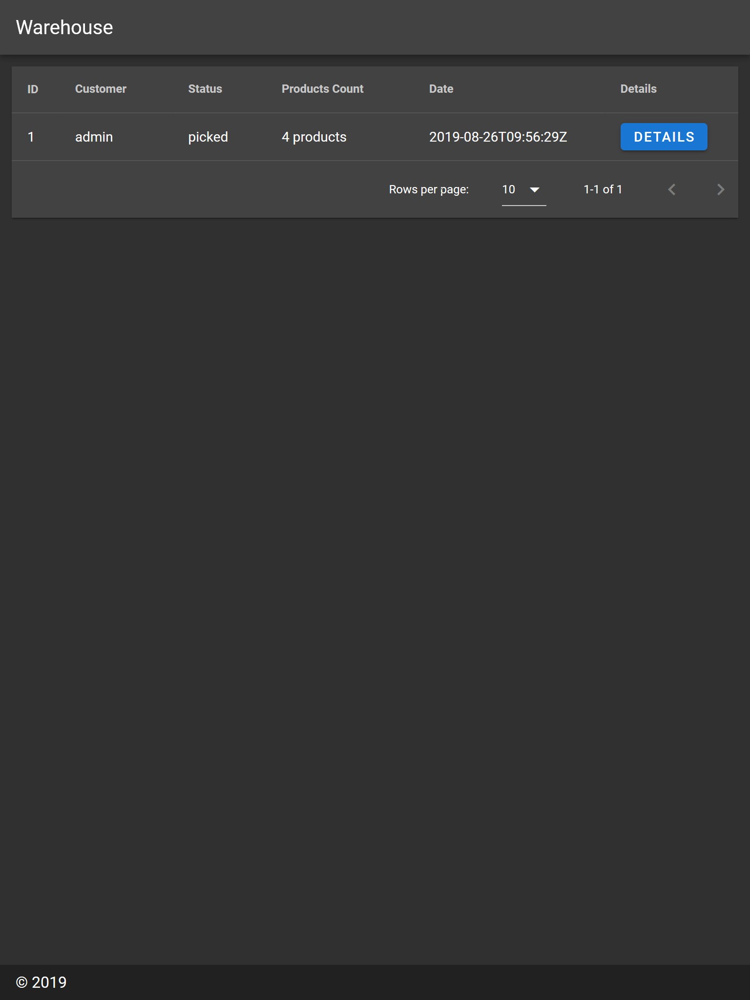 Warehouse
ID Customer Status Products Count Date Details
1 admin picked 4 products 2019-08-26T09:56:29Z DETAILS
Rows per page: 10 1-1 of 1
© 2019